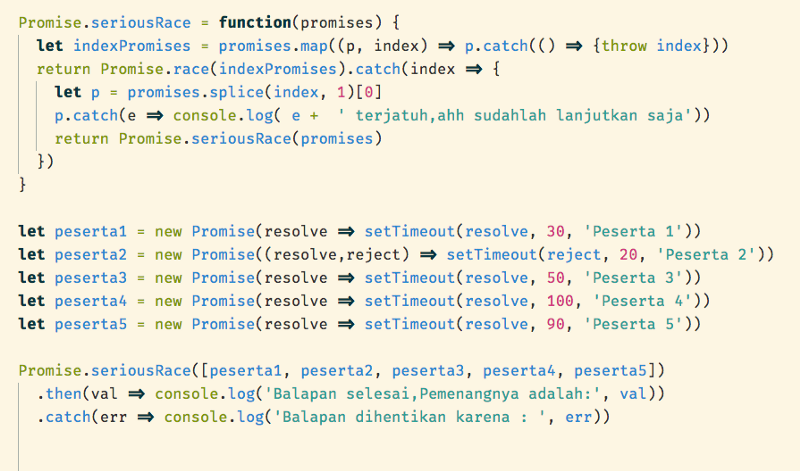 Promise.seriousRace = function(promises) {
  let indexPromises = promises.map((p, index) => p.catch(() => {throw index}))
  return Promise.race(indexPromises).catch(index => {
    let p = promises.splice(index, 1)[0]
    p.catch(e => console.log( e +  ' terjatuh,ahh sudahlah lanjutkan saja'))
    return Promise.seriousRace(promises)
  })
}

let peserta1 = new Promise(resolve => setTimeout(resolve, 30, 'Peserta 1'))
let peserta2 = new Promise((resolve,reject) => setTimeout(reject, 20, 'Peserta 2'))
let peserta3 = new Promise(resolve => setTimeout(resolve, 50, 'Peserta 3'))
let peserta4 = new Promise(resolve => setTimeout(resolve, 100, 'Peserta 4'))
let peserta5 = new Promise(resolve => setTimeout(resolve, 90, 'Peserta 5'))

Promise.seriousRace([peserta1, peserta2, peserta3, peserta4, peserta5])
  .then(val => console.log('Balapan selesai,Pemenangnya adalah:', val))
  .catch(err => console.log('Balapan dihentikan karena : ', err))